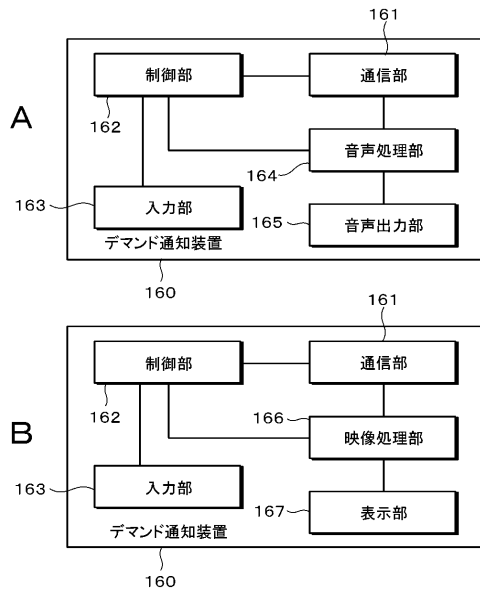 A
161
制御部
通信部
162
音声処理部
164
163
入力部
165
音声出力部
デマンド通知装置
160
B
161
制御部
通信部
162
166
映像処理部
163
入力部
167
表示部
デマンド通知装置
160